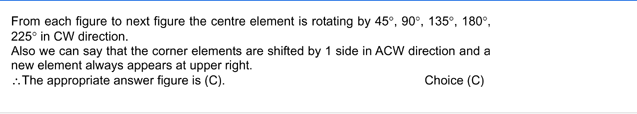 From each figure to next figure the centre element is rotating by 45°, 90°, 135°, 180°,
225° in CW direction.
Also we can say that the corner elements are shifted by 1 side in ACW direction and a
new element always appears at upper right.
∴ The appropriate answer figure is (C). Choice (C)